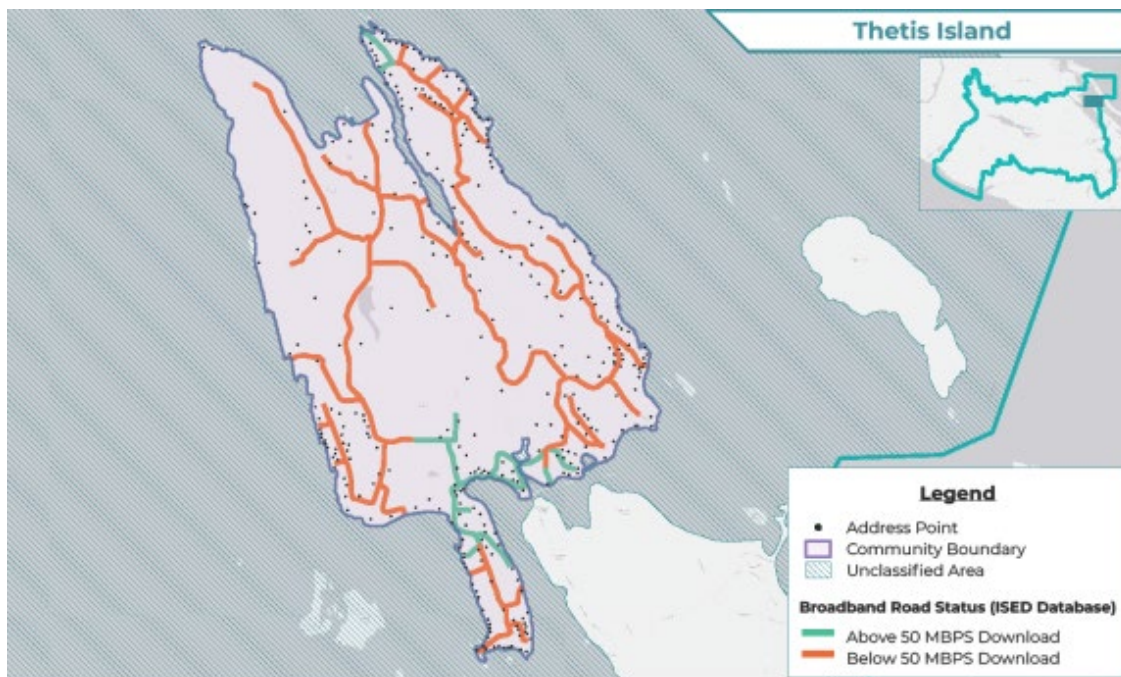 Thetis Island
Legend
Address Point
Community Boundary
Unclassified Area
Broadband Road Status (ISED Database)
Above 50 MBPS Download
Below 50 MBPS Download